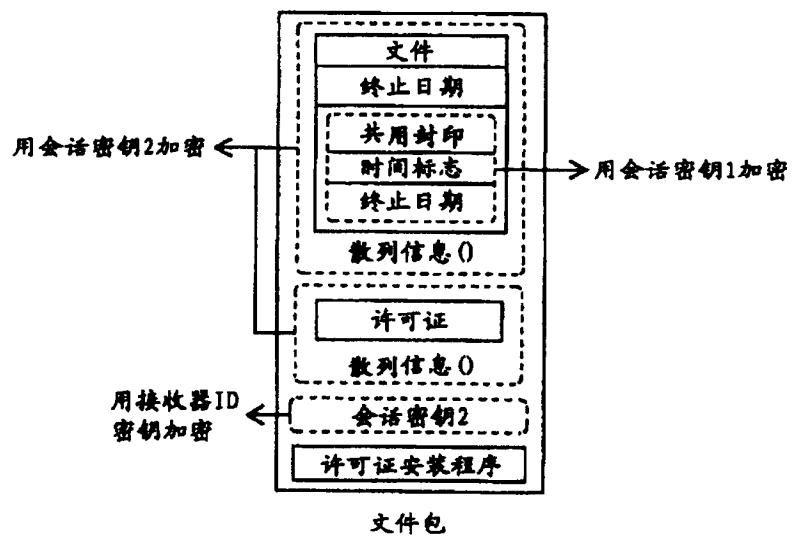 文件
终止日期
共用封印
用会话密钥2加密
时间标志
用会话密钥1加密
终止日期
散列信息()
许可证
散列信息()
用接收器ID
密钥加密
会话密钥2
许可证安装程序
文件包